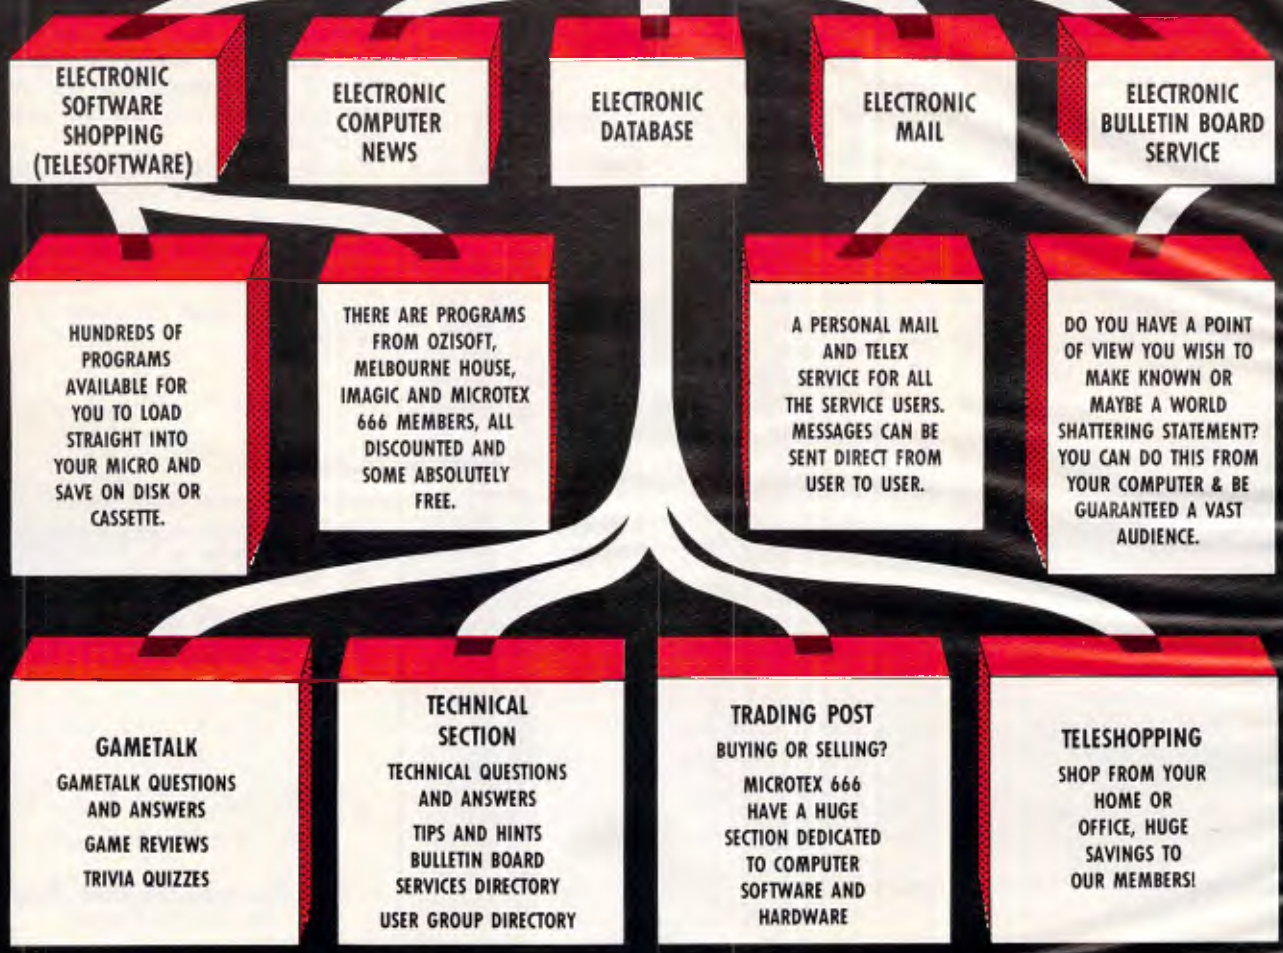 ELECTRONIC
SOFTWARE
SHOPPING
(TELESOFTWARE)
ELECTRONIC
COMPUTER
NEWS
ELECTRONIC
DATABASE
ELECTRONIC
MAIL
ELECTRONIC
BULLETIN BOARD
SERVICE
HUNDREDS OF
PROGRAMS
AVAILABLE FOR
YOU TO LOAD
STRAIGHT INTO
YOUR MICRO AND
SAVE ON DISK OR
CASSETTE.
THERE ARE PROGRAMS
FROM OZISOFT,
MELBOURNE HOUSE,
IMAGIC AND MICROTEX
666 MEMBERS, ALL
DISCOUNTED AND
SOME ABSOLUTELY
FREE.
A PERSONAL MAIL
AND TELEX
SERVICE FOR ALL
THE SERVICE USERS.
MESSAGES CAN BE
SENT DIRECT FROM
USER TO USER.
DO YOU HAVE A POINT
OF VIEW YOU WISH TO
MAKE KNOWN OR
MAYBE A WORLD
SHATTERING STATEMENT?
YOU CAN DO THIS FROM
YOUR COMPUTER & BE
GUARANTEED A VAST
AUDIENCE.
GAMETALK
GAMETALK QUESTIONS
AND ANSWERS
GAME REVIEWS
TRIVIA QUIZZES
TECHNICAL
SECTION
TECHNICAL QUESTIONS
AND ANSWERS
TIPS AND HINTS
BULLETIN BOARD
SERVICES DIRECTORY
USER GROUP DIRECTORY
TRADING POST
BUYING OR SELLING?
MICROTEX 666
HAVE A HUGE
SECTION DEDICATED
TO COMPUTER
SOFTWARE AND
HARDWARE
TELESHOPPING
SHOP FROM YOUR
HOME OR
OFFICE, HUGE
SAVINGS TO
OUR MEMBERS!